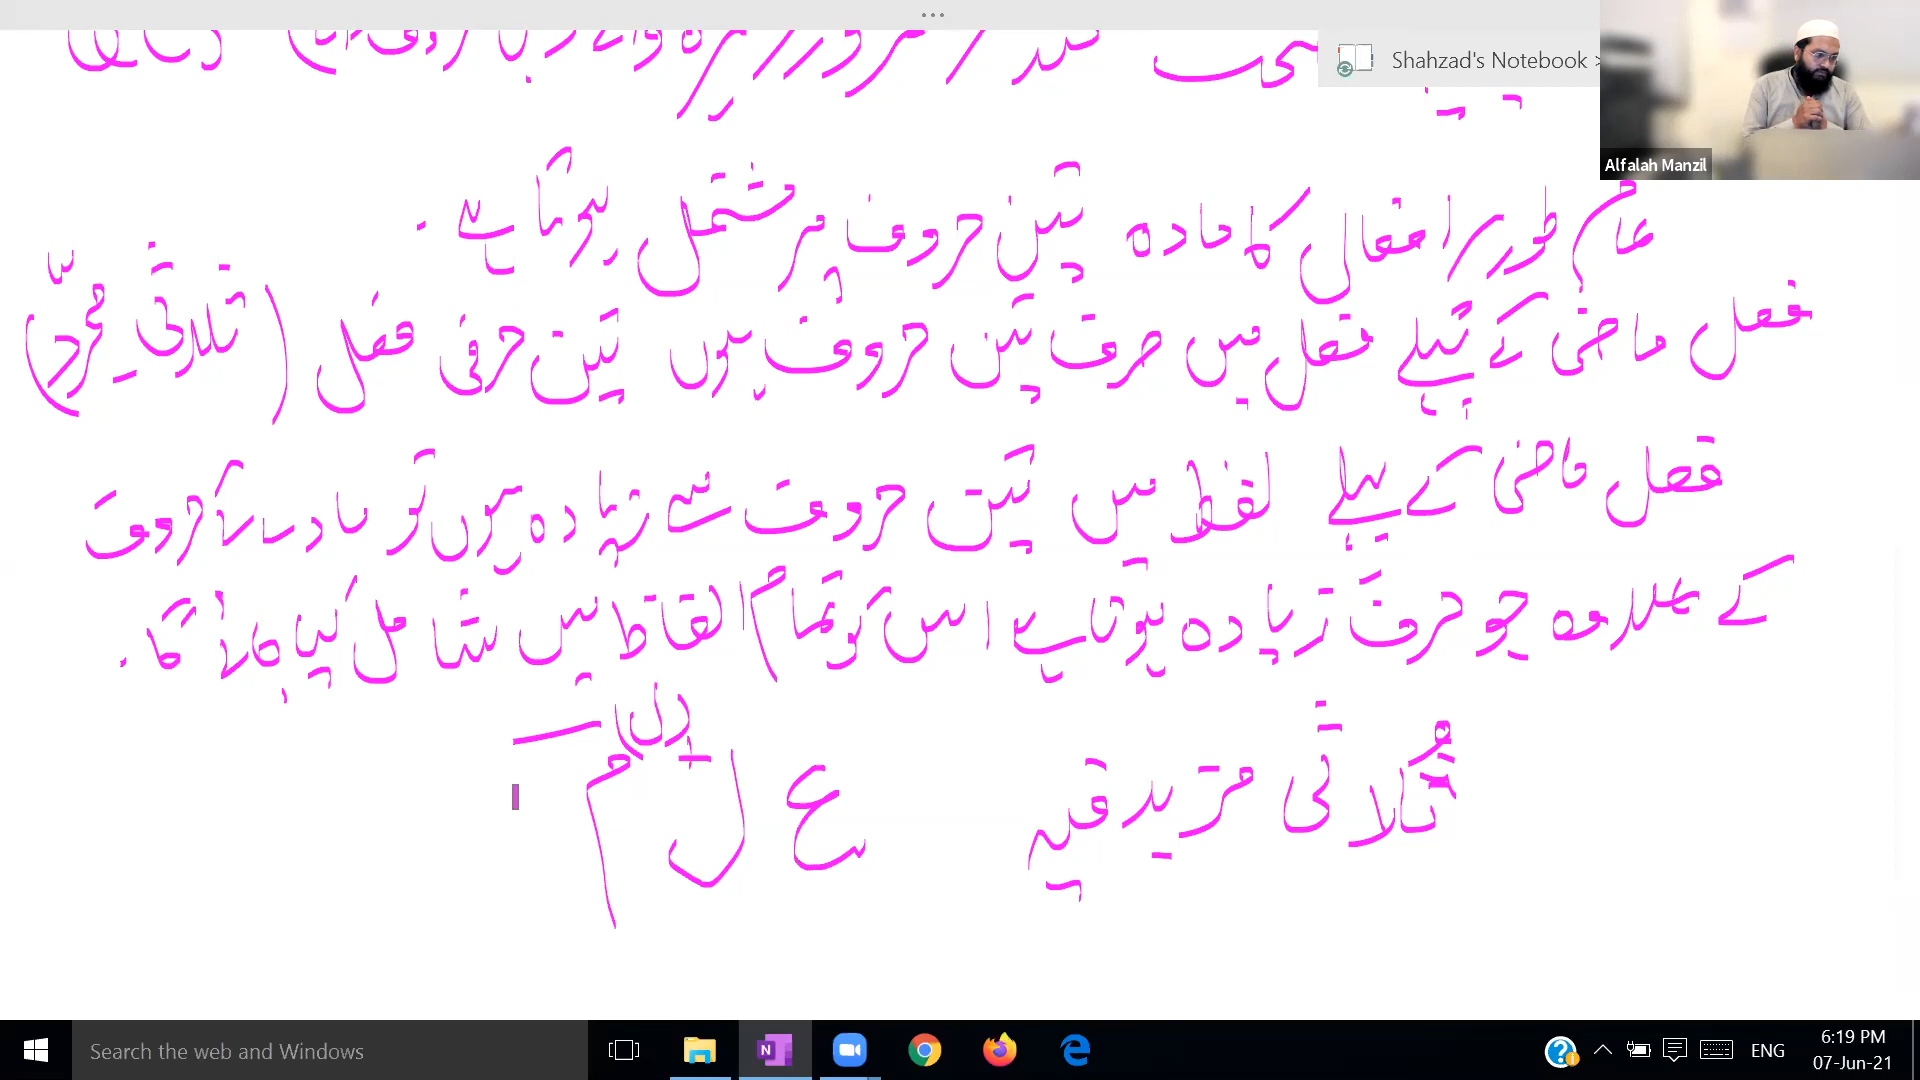 Shahzad's Notebook >
Alfalah Manzil
عام طور پر افعال کا مادہ تین حروف پر مشتمل ہوتا ہے۔
فعل ماضی کے پہلے فعل میں صرف تین حروف ہوں تین حرفی فعل (ثلاثی مجرّد)
فعل ماضی کے پہلے لفظ میں تین حروف سے زیادہ ہوں تو مادے کے حروف
کے علاوہ جو حرف زیادہ ہوتا ہے اس کو تمام الفاظ میں شامل کیا جائے گا۔
ثُلاثی مزید فیہ ع ل م
Search the web and Windows
ENG
6:19 PM
07-Jun-21